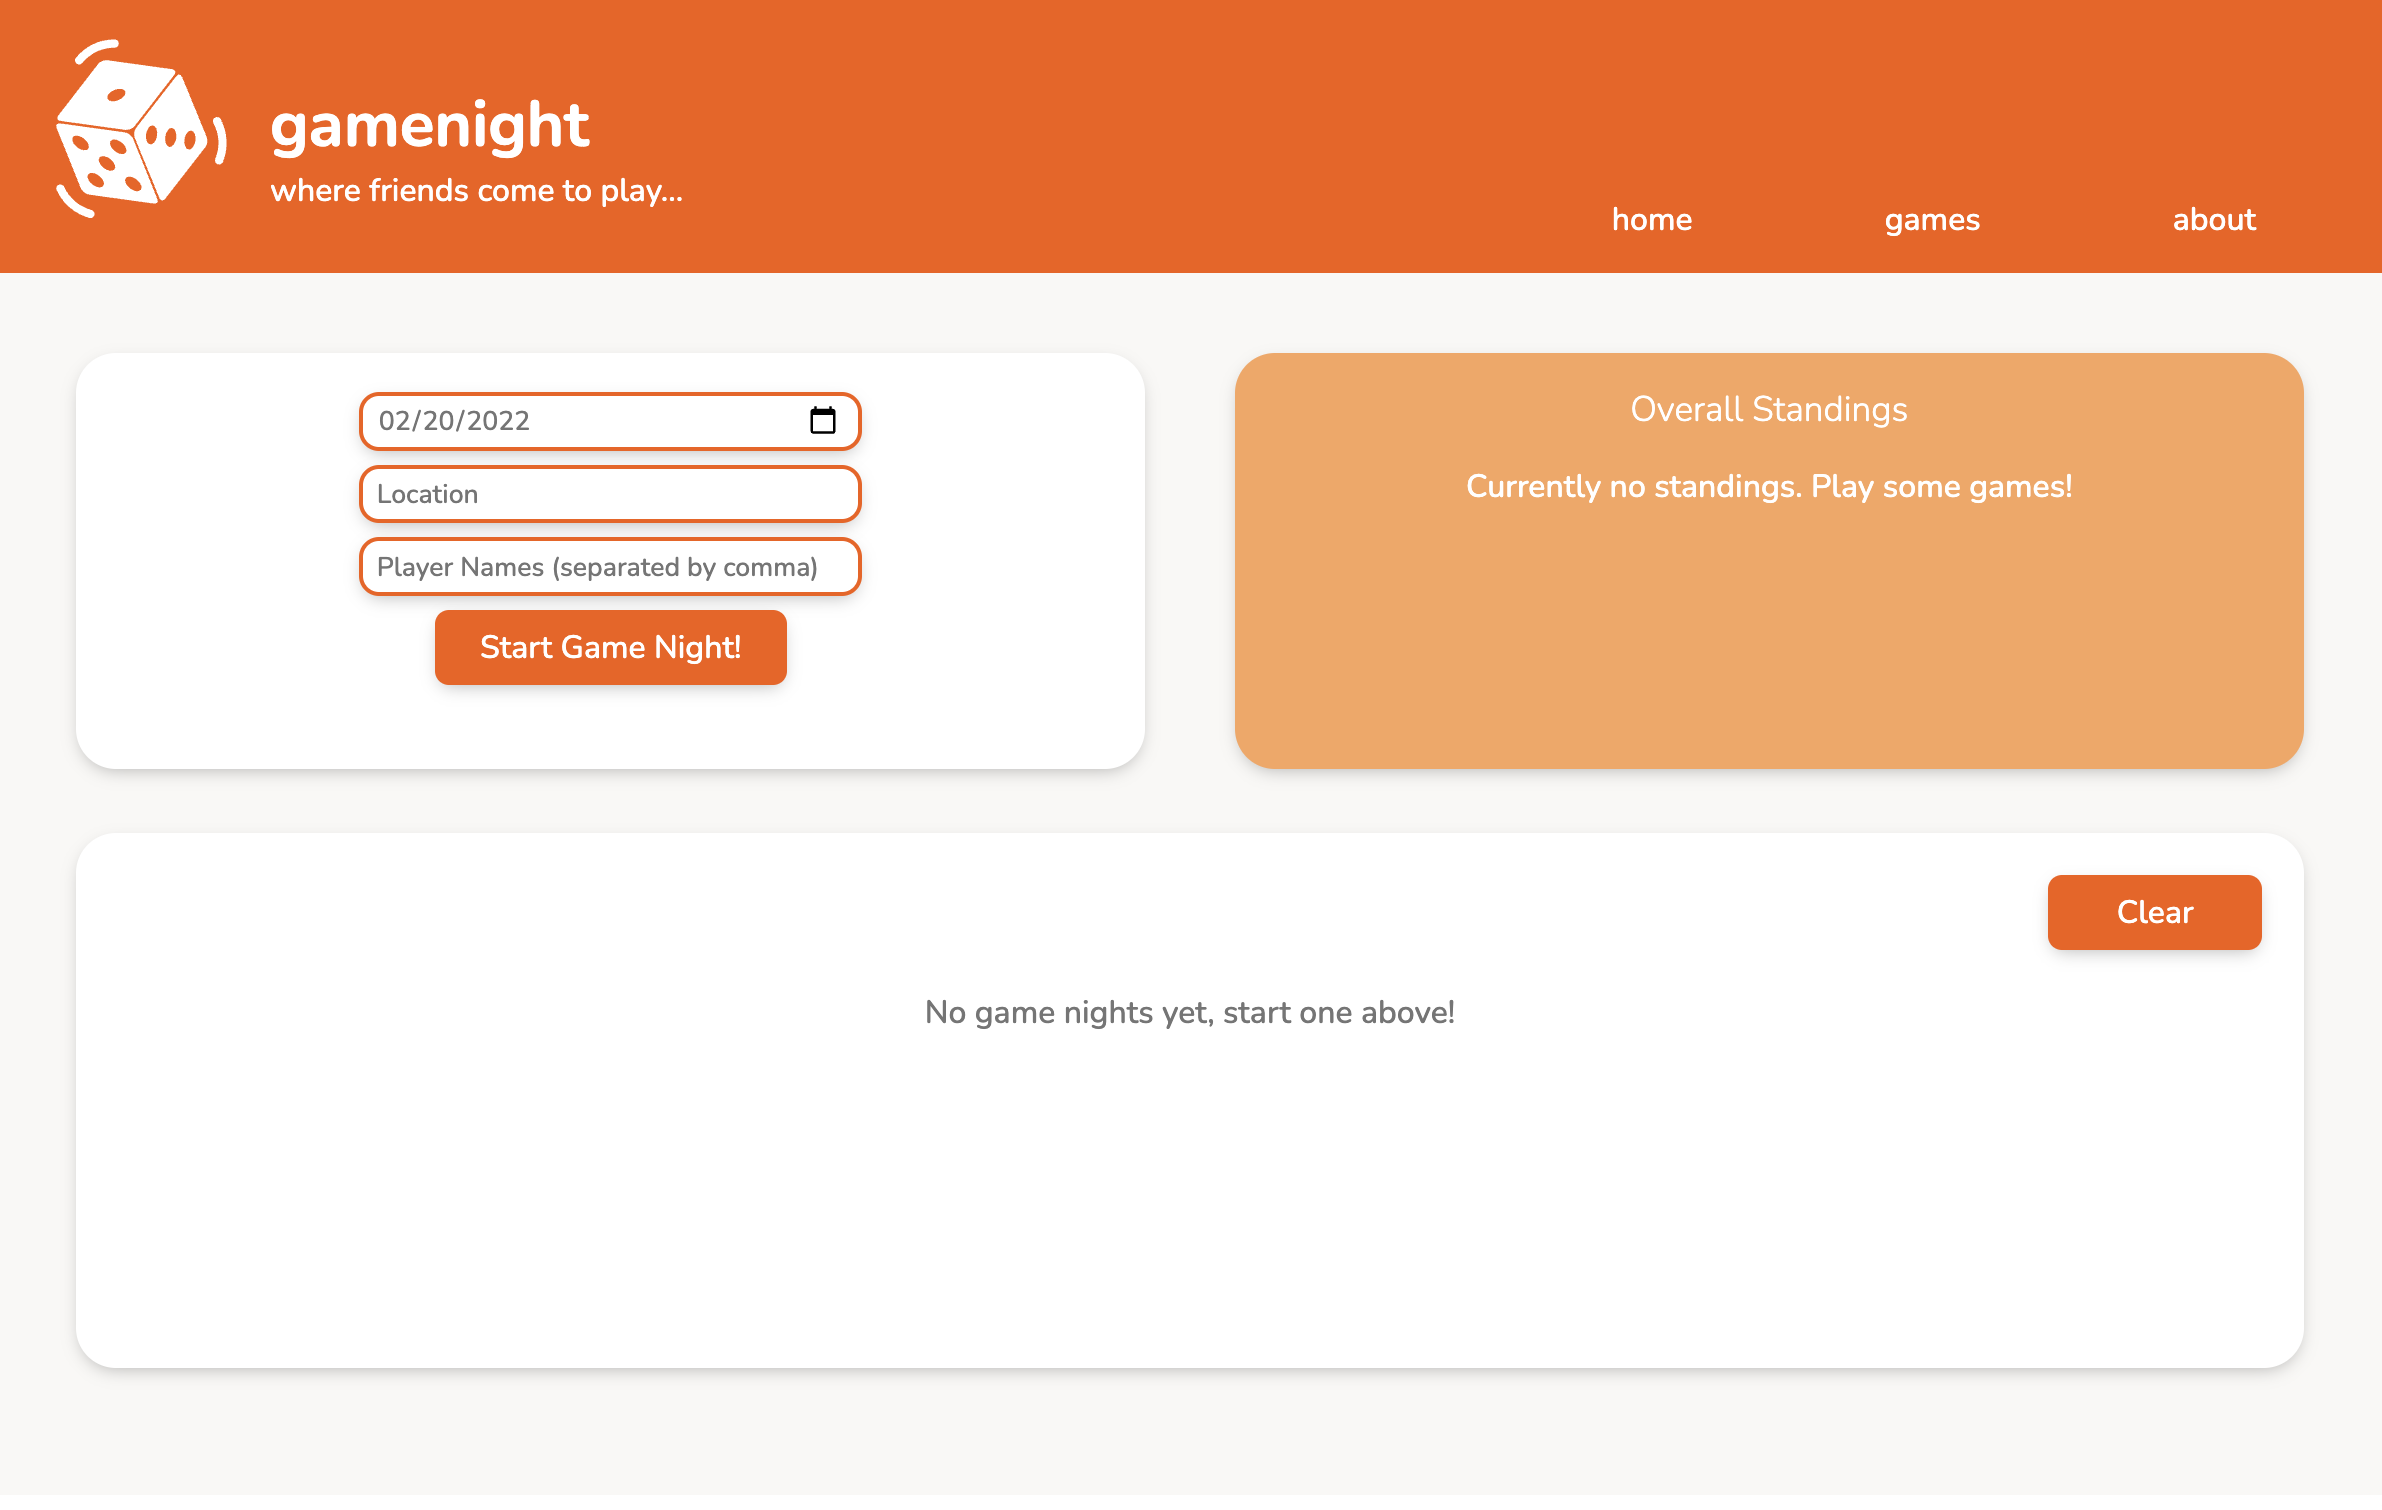 gamenight
where friends come to play...
home games about
02/20/2022
Location
Player Names (separated by comma)
Start Game Night!
Overall Standings
Currently no standings. Play some games!
Clear
No game nights yet, start one above!